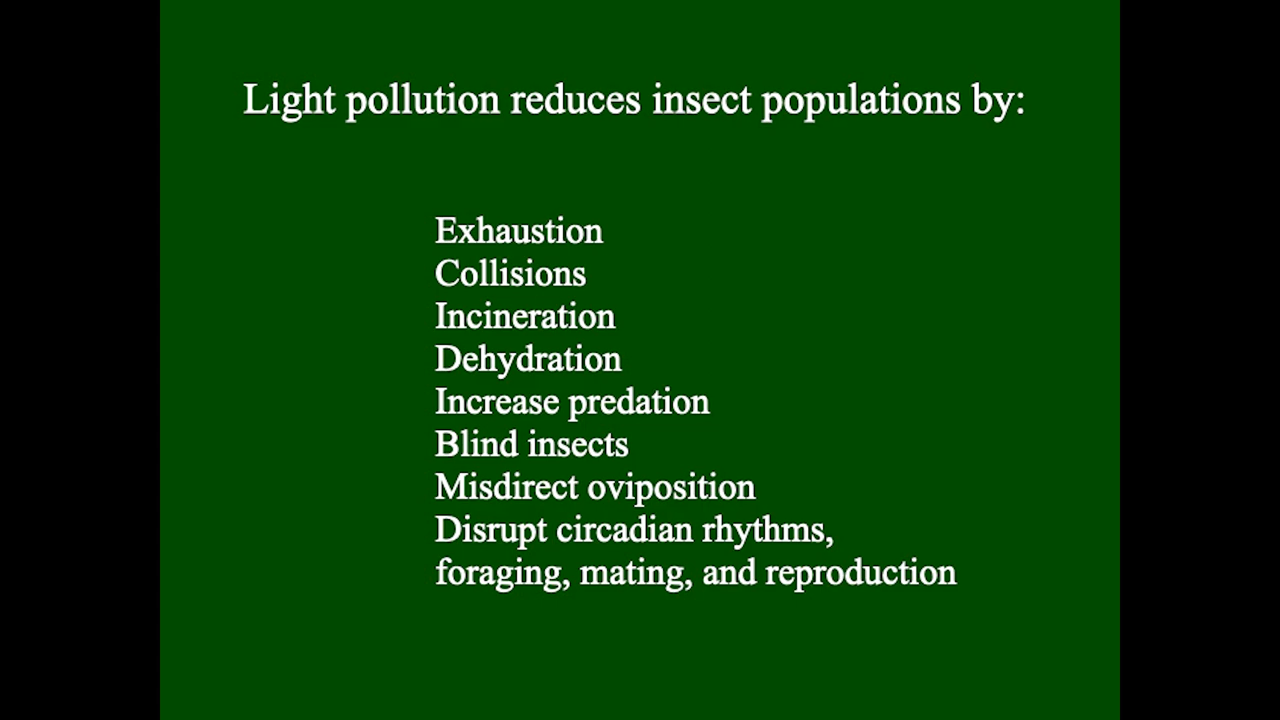 Light pollution reduces insect populations by:
Exhaustion
Collisions
Incineration
Dehydration
Increase predation
Blind insects
Misdirect oviposition
Disrupt circadian rhythms,
foraging, mating, and reproduction